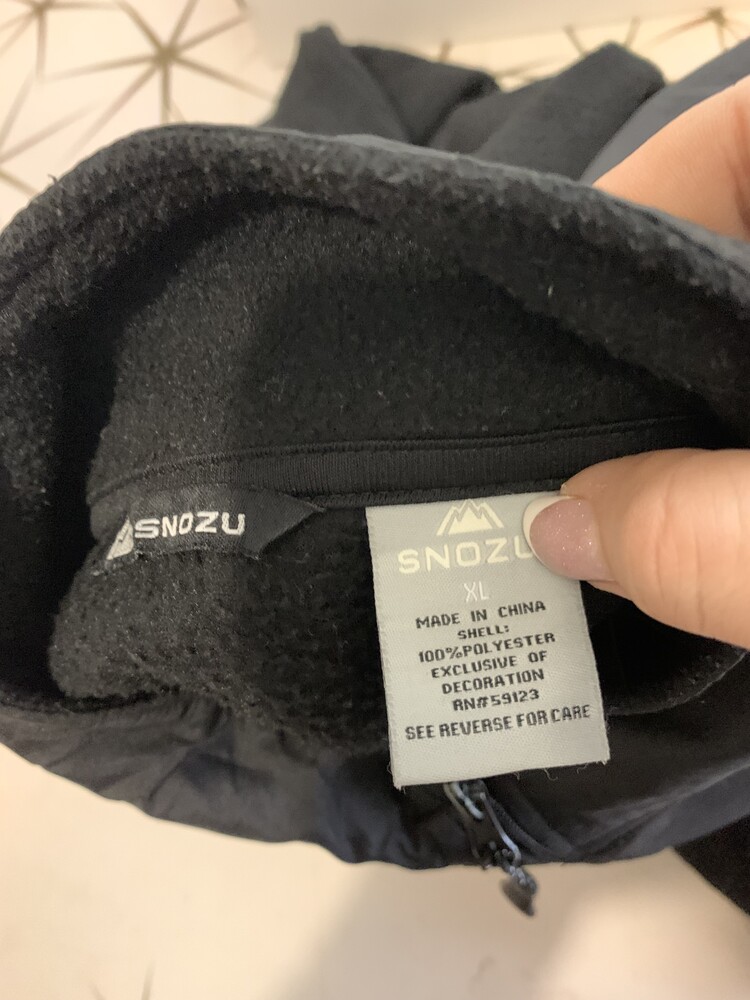 SNOZU
SNOZU
XL
MADE IN CHINA
SHELL:
100%POLYESTER
EXCLUSIVE OF
DECORATION
RN#59123
SEE REVERSE FOR CARE